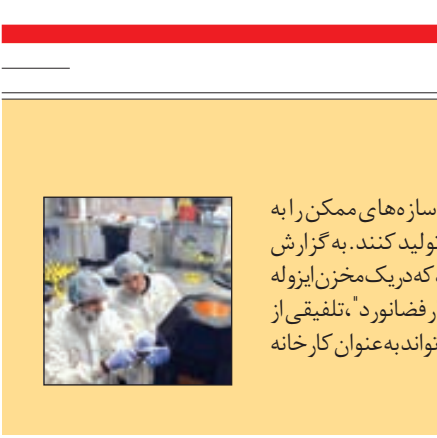 سازه‌های ممکن را به
تولید کنند. به گزارش
که در یک مخزن ایزوله
فضانورد"، تلفیقی از
تواند به عنوان کارخانه